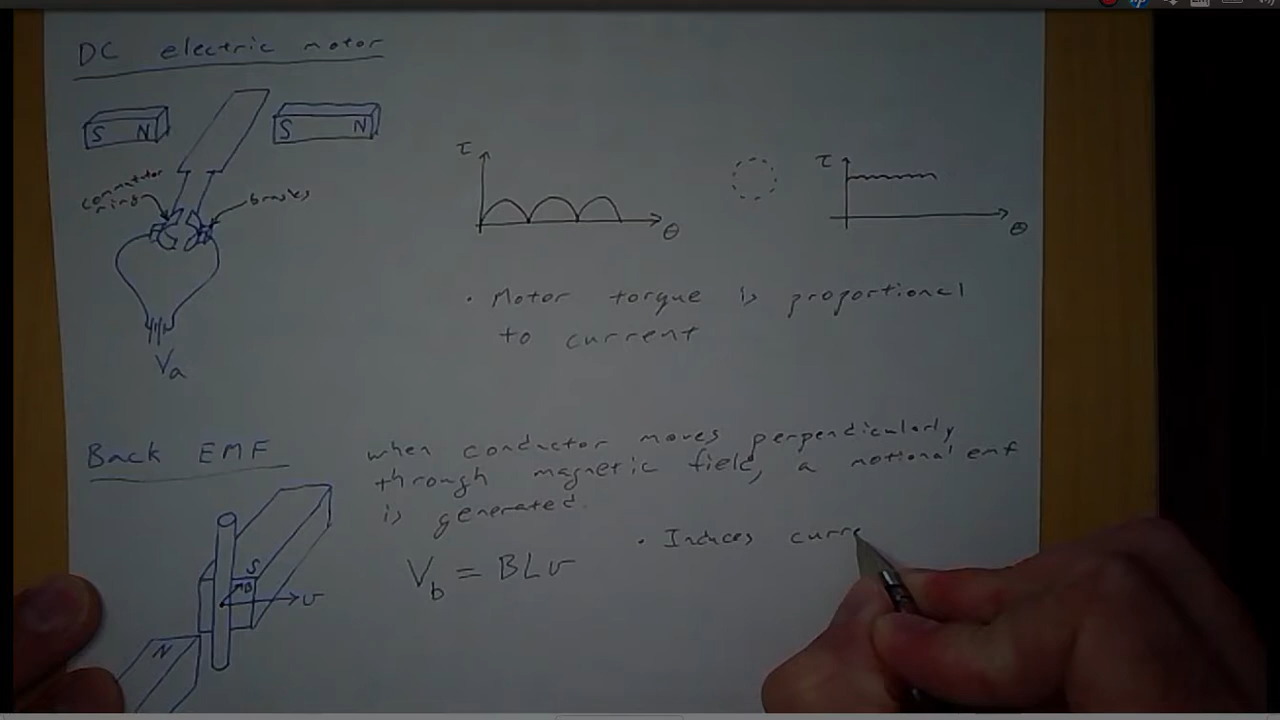 DC electric motor
S N
S N
commutator
ring
brushes
Va
τ
θ
τ
θ
• Motor torque is proportional
to current
Back EMF
when conductor moves perpendicularly
through magnetic field, a motional emf
is generated.
Vb = BLv
• Induces curre
S
B
v
N